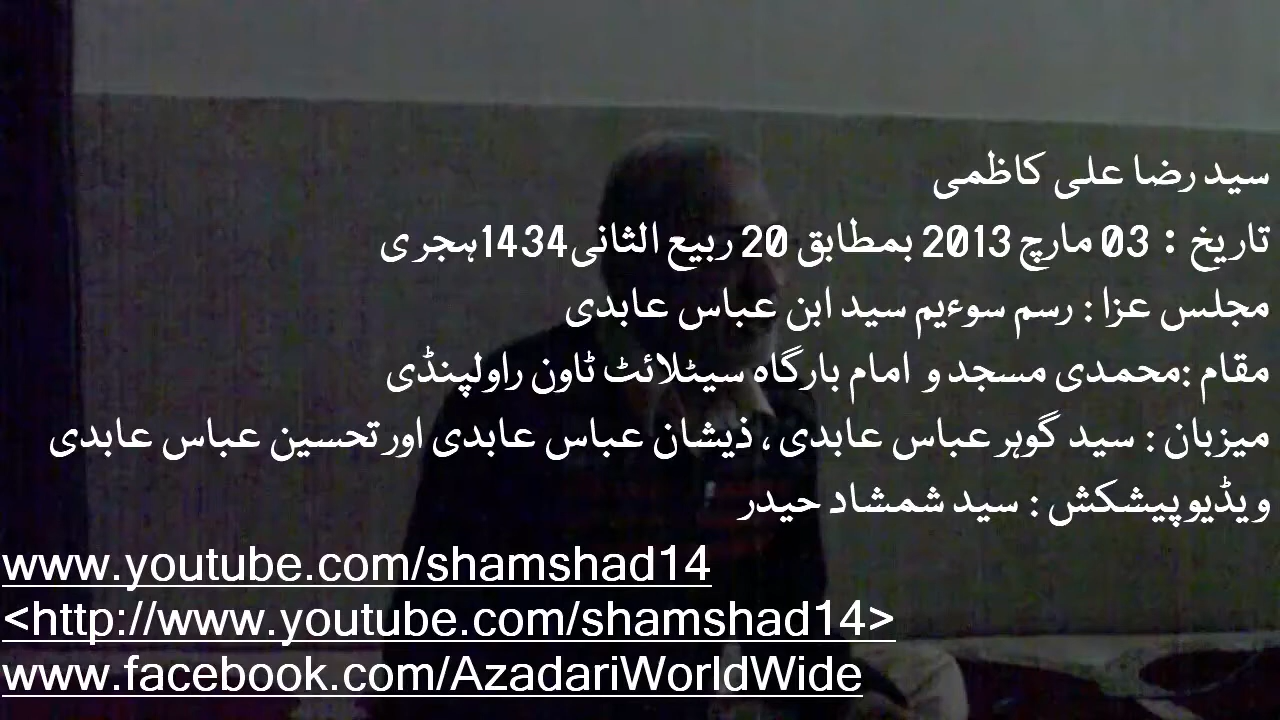 سید رضا علی کاظمی
تاریخ : 03 مارچ 2013 بمطابق 20 ربیع الثانی 1434ہجری
مجلس عزا : رسم سوءیم سید ابن عباس عابدی
مقام :محمدی مسجد و امام بارگاہ سیٹلائٹ ٹاون راولپنڈی
میزبان : سید گوہر عباس عابدی ، ذیشان عباس عابدی اور تحسین عباس عابدی
ویڈیو پیشکش : سید شمشاد حیدر
www.youtube.com/shamshad14
<http://www.youtube.com/shamshad14>
www.facebook.com/AzadariWorldWide